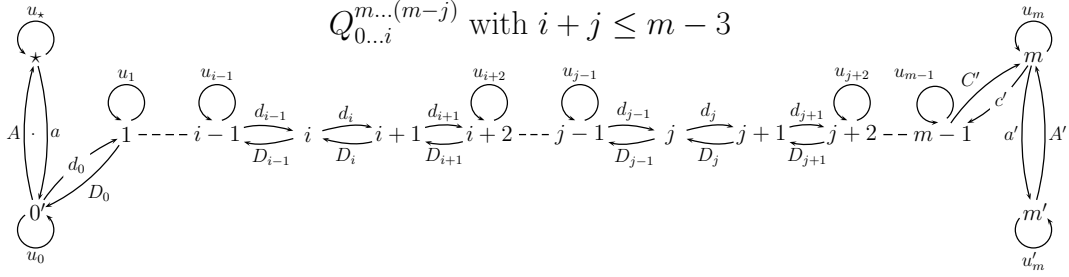 $Q_{0\ldots i}^{m\ldots(m-j)}$ with $i+j\leq m-3$
$u_\star$ $u_m$
$\star$ $m$
$u_1$ $u_{i-1}$ $u_{i+2}$ $u_{j-1}$ $u_{j+2}$ $u_{m-1}$ $C'$
$c'$
$d_{i-1}$ $d_i$ $d_{i+1}$ $d_{j-1}$ $d_j$ $d_{j+1}$
$A$ $a$ $1$ $i-1$ $i$ $i+1$ $i+2$ $j-1$ $j$ $j+1$ $j+2$ $m-1$ $a'$ $A'$
$D_{i-1}$ $D_i$ $D_{i+1}$ $D_{j-1}$ $D_j$ $D_{j+1}$
$d_0$
$D_0$
$0'$ $m'$
$u_0$ $u'_m$